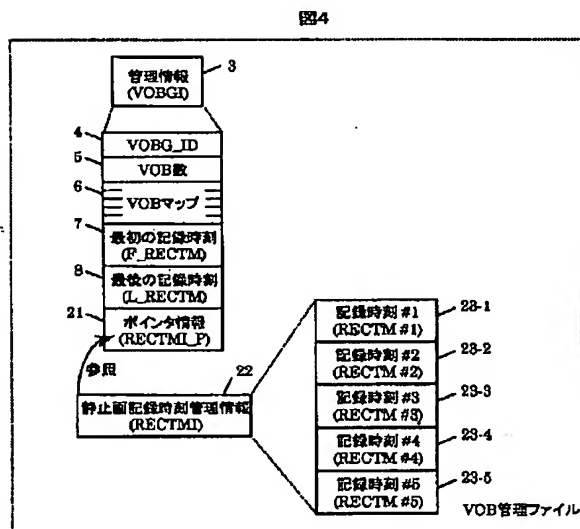 図4
管理情報
(VOBGI)
3
4
VOBG_ID
5
VOB数
6
VOBマップ
7
最初の記録時刻
(F_RECTM)
8
最後の記録時刻
(L_RECTM)
21
ポインタ情報
(RECTMI_P)
参照
22
静止画記録時刻管理情報
(RECTMI)
記録時刻 #1
(RECTM #1)
23-1
記録時刻 #2
(RECTM #2)
23-2
記録時刻 #3
(RECTM #3)
23-3
記録時刻 #4
(RECTM #4)
23-4
記録時刻 #5
(RECTM #5)
23-5
VOB管理ファイル